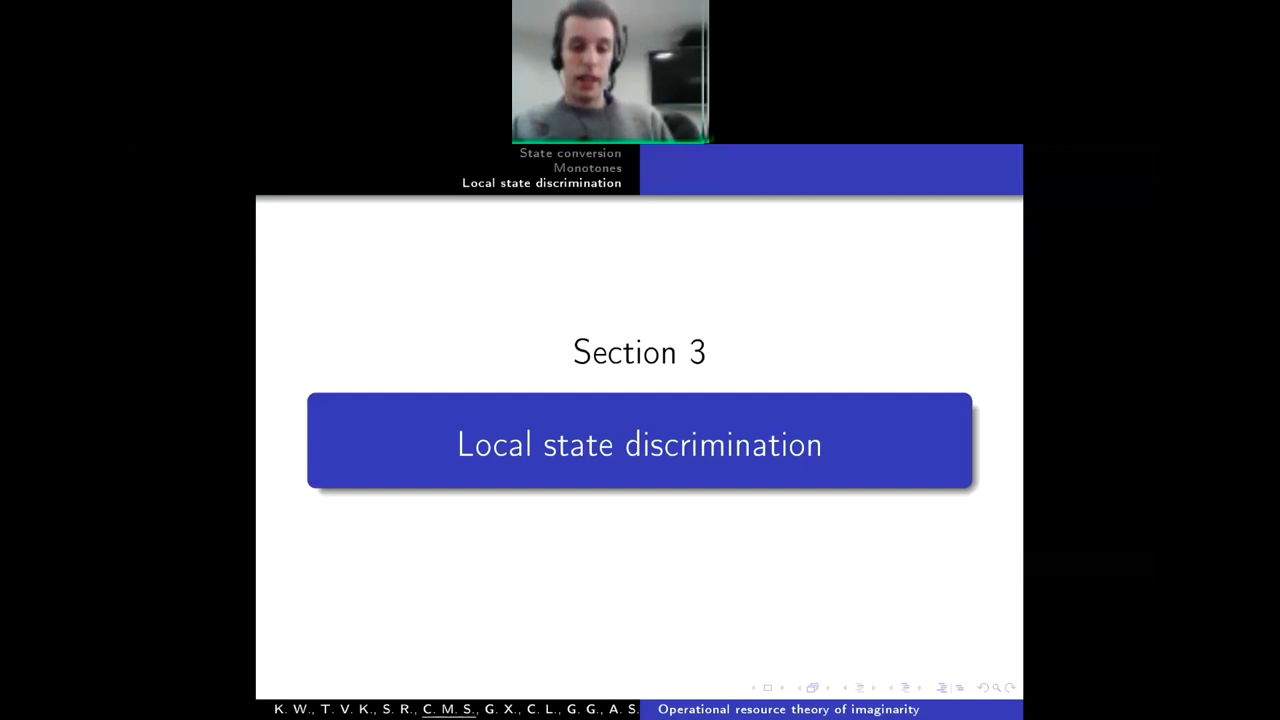 State conversion
Monotones
Local state discrimination
Section 3
Local state discrimination
K. W., T. V. K., S. R., C. M. S., G. X., C. L., G. G., A. S.
Operational resource theory of imaginarity